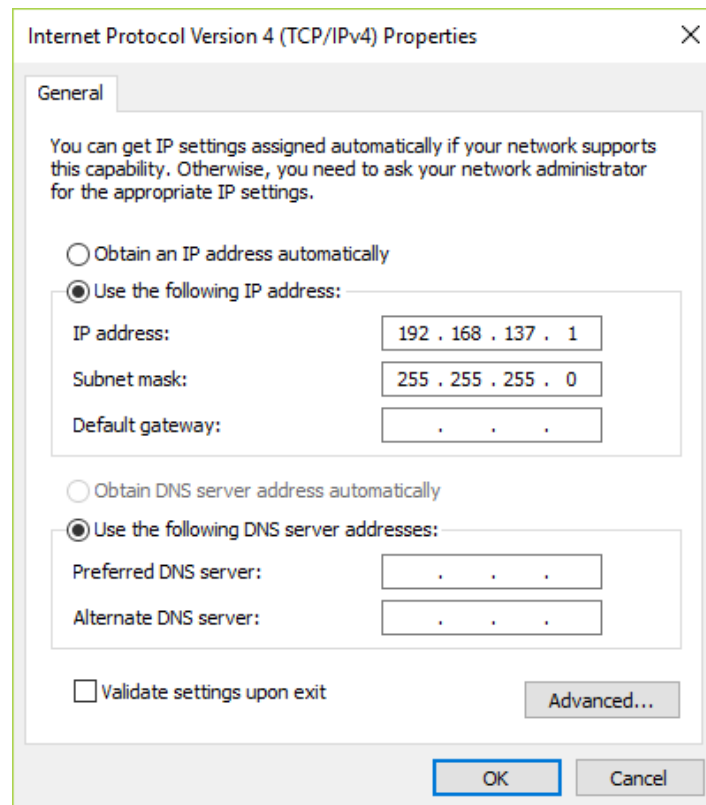 Internet Protocol Version 4 (TCP/IPv4) Properties
General
You can get IP settings assigned automatically if your network supports
this capability. Otherwise, you need to ask your network administrator
for the appropriate IP settings.
Obtain an IP address automatically
Use the following IP address:
IP address: 192 . 168 . 137 . 1
Subnet mask: 255 . 255 . 255 . 0
Default gateway: . . .
Obtain DNS server address automatically
Use the following DNS server addresses:
Preferred DNS server: . . .
Alternate DNS server: . . .
Validate settings upon exit
Advanced...
OK Cancel